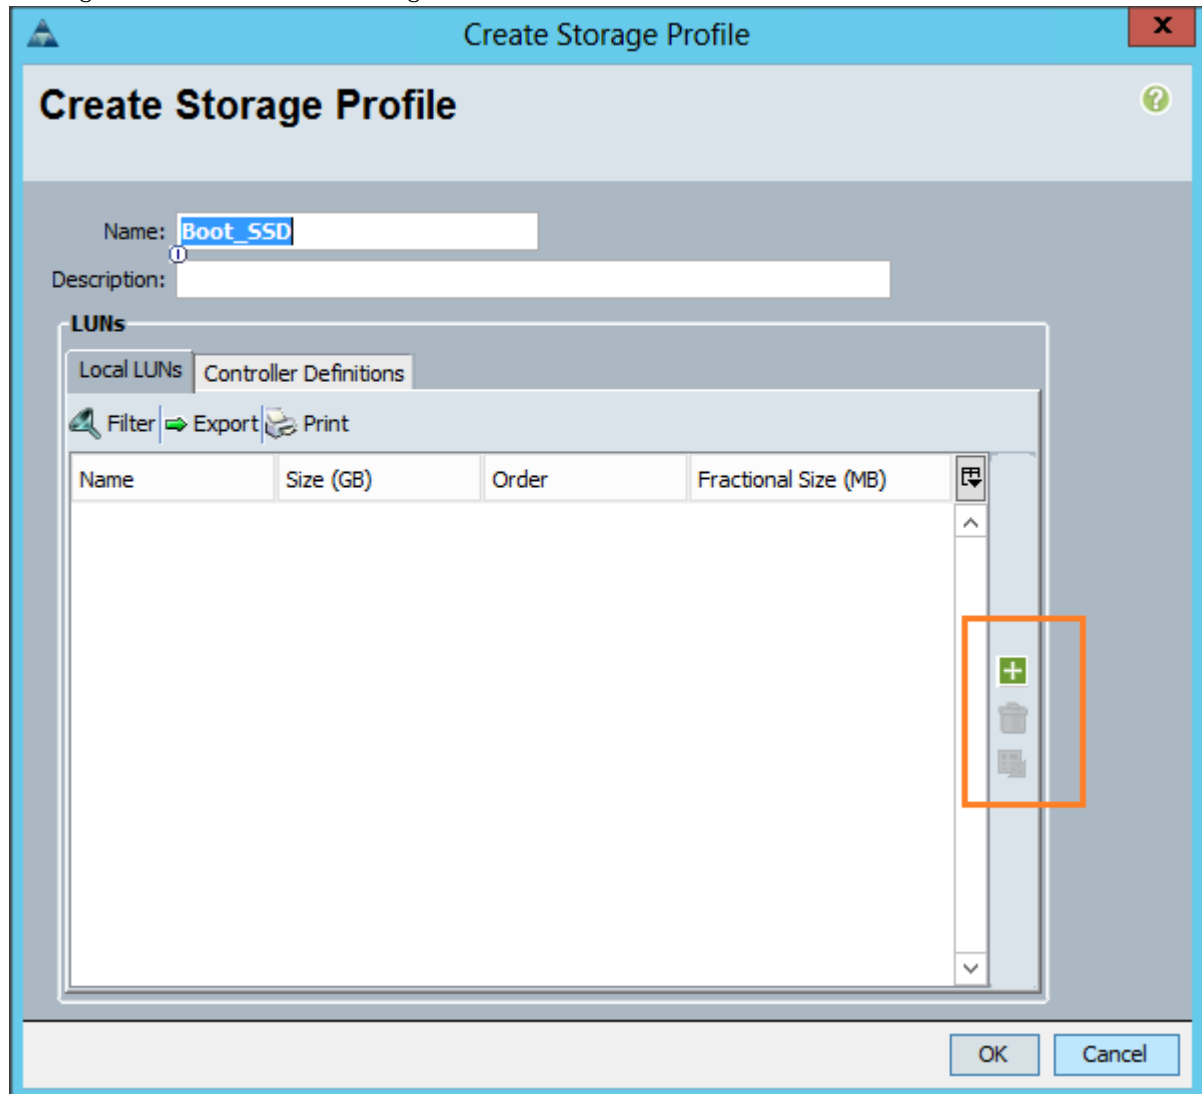 Create Storage Profile
X
Create Storage Profile
?
Name: Boot_SSD
Description:
LUNs
Local LUNs Controller Definitions
Filter Export Print
Name Size (GB) Order Fractional Size (MB)
OK Cancel